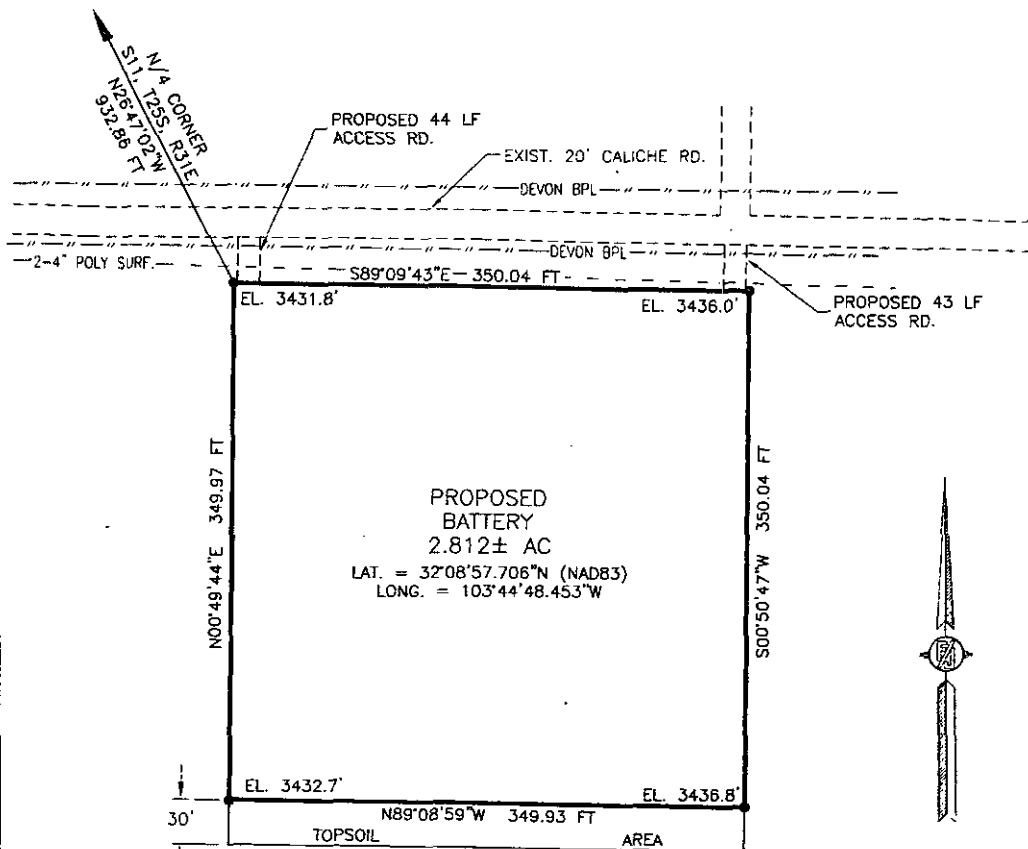 N/4 CORNER
S11, T25S, R31E
N26°47'02"W
932.86 FT
PROPOSED 44 LF
ACCESS RD.
EXIST. 20' CALICHE RD.
DEVON BPL
DEVON BPL
2-4" POLY SURF.
S89°09'43"E 350.04 FT
EL. 3431.8'
EL. 3436.0'
PROPOSED 43 LF
ACCESS RD.
N00°49'44"E 349.97 FT
PROPOSED
BATTERY
2.812± AC
LAT. = 32°08'57.706"N (NAD83)
LONG. = 103°44'48.453"W
S00°50'47"W 350.04 FT
EL. 3432.7'
EL. 3436.8'
30'
N89°08'59"W 349.93 FT
TOPSOIL AREA